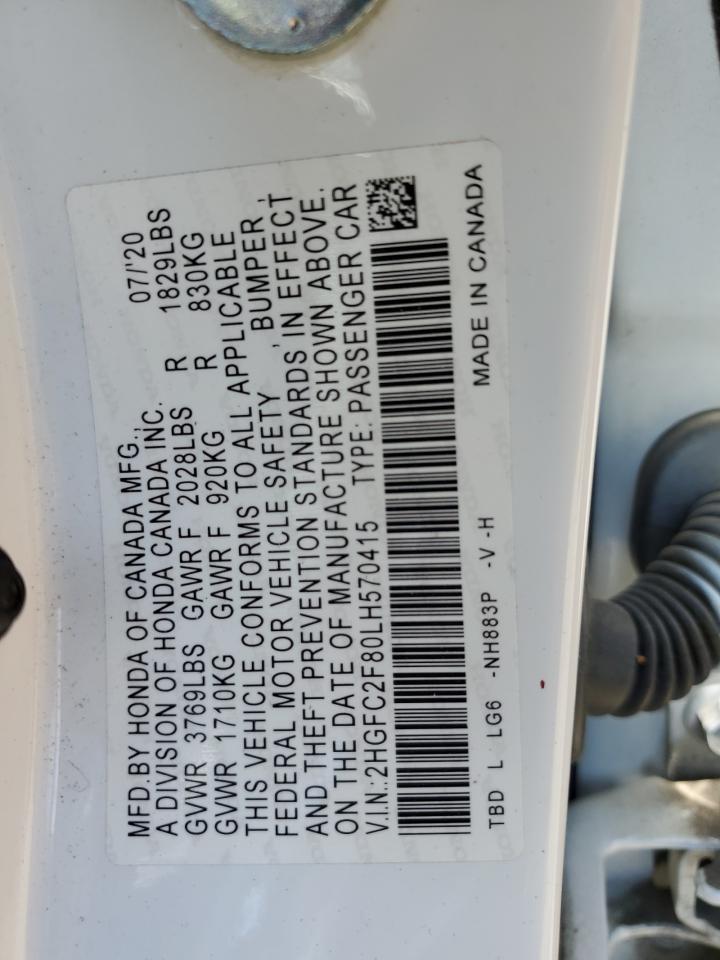 MFD.BY HONDA OF CANADA MFG., 07/'20
A DIVISION OF HONDA CANADA INC.
GVWR 3769LBS GAWR F 2028LBS R 1829LBS
GVWR 1710KG GAWR F 920KG R 830KG
THIS VEHICLE CONFORMS TO ALL APPLICABLE
FEDERAL MOTOR VEHICLE SAFETY , BUMPER ,
AND THEFT PREVENTION STANDARDS IN EFFECT
ON THE DATE OF MANUFACTURE SHOWN ABOVE.
V.I.N.:2HGFC2F80LH570415 TYPE: PASSENGER CAR
TBD L LG6 -NH883P -V -H MADE IN CANADA